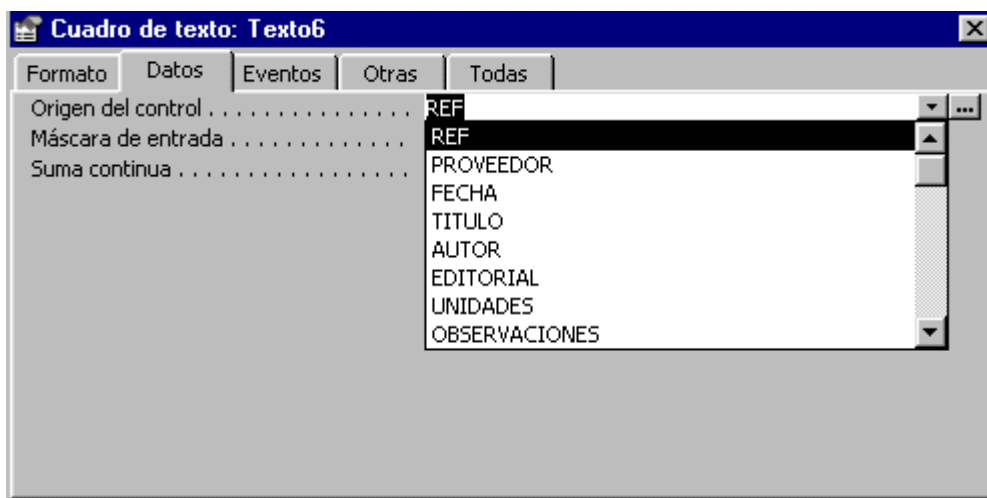 Cuadro de texto: Texto6
Formato Datos Eventos Otras Todas
Origen del control . . . . . . . . . . . . . . . REF
Máscara de entrada . . . . . . . . . . . . . REF
PROVEEDOR
Suma continua . . . . . . . . . . . . . . . . .
FECHA
TITULO
AUTOR
EDITORIAL
UNIDADES
OBSERVACIONES